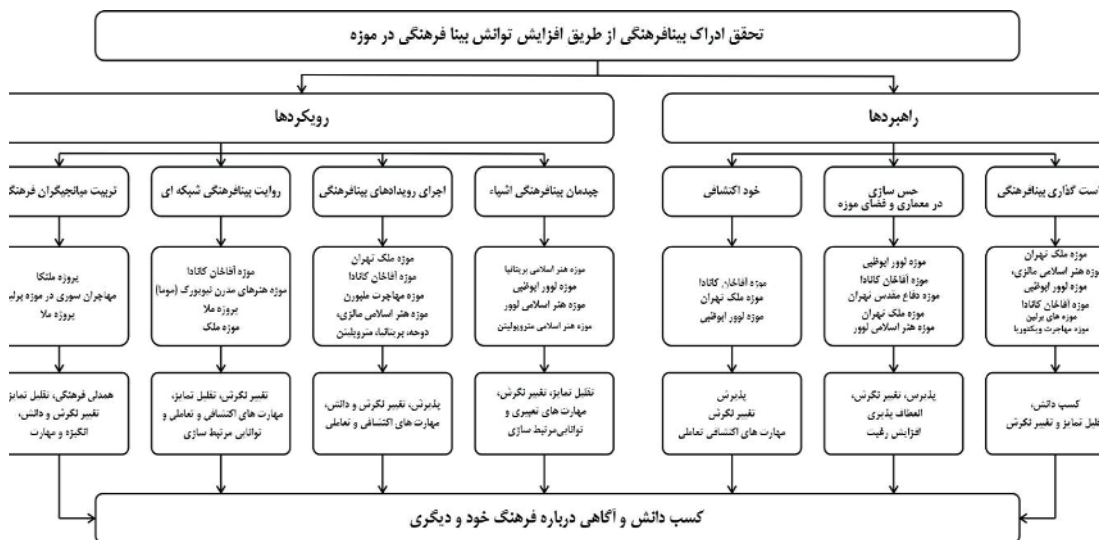 تحقق ادراک بینافرهنگی از طریق افزایش توانش بینا فرهنگی در موزه
راهبردها
رویکردها
است گذاری بینافرهنگی
حس سازی
در معماری و فضای موزه
خود اکتشافی
چیدمان بینافرهنگی اشیاء
اجرای رویدادهای بینافرهنگی
روایت بینافرهنگی شبکه ای
تربیت میانجیگران فرهنگ
موزه ملک تهران
موزه هنر اسلامی مالزی،
موزه لوور ابوظبی
موزه آقاخان کانادا
موزه های برلین
موزه مهاجرت ویکتوریا
موزه لوور ابوظبی
موزه آقاخان کانادا
موزه دفاع مقدس تهران
موزه ملک تهران
موزه هنر اسلامی لوور
موزه آقاخان کانادا
موزه ملک تهران
موزه لوور ابوظبی
موزه هنر اسلامی بریتانیا
موزه لوور ابوظبی
موزه هنر اسلامی لوور
موزه هنر اسلامی متروپولیتن
موزه ملک تهران
موزه آقاخان کانادا
موزه مهاجرت ملبورن
موزه هنر اسلامی مالزی،
دوحه، بریتانیا، متروپلیتن
موزه آقاخان کانادا
موزه هنرهای مدرن نیویورک (موما)
پروژه ملا
موزه ملک
پروژه ملتکا
مهاجران سوری در موزه برلی
پروژه ملا
کسب دانش،
قلیل تمایز و تغییر نگرش
پذیرس، تغییر نگرش،
انعطاف پذیری
افزایش رغبت
پذیرش
تغییر نگرش
مهارت های اکتشافی تعاملی
تقلیل تمایز، تغییر نگرش،
مهارت های تعبیری و
توانایی‌مرتبط سازی
پذیرش، تغییر نگرش و دانش،
مهارت های اکتشافی و تعاملی
تغییر نگرش، تقلیل تمایز،
مهارت های اکتشافی و تعاملی و
توانایی مرتبط سازی
همدلی فرهنگی، تقلیل تمایز
تغییر نگرش و دانش،
انگیزه و مهارت
کسب دانش و آگاهی درباره فرهنگ خود و دیگری